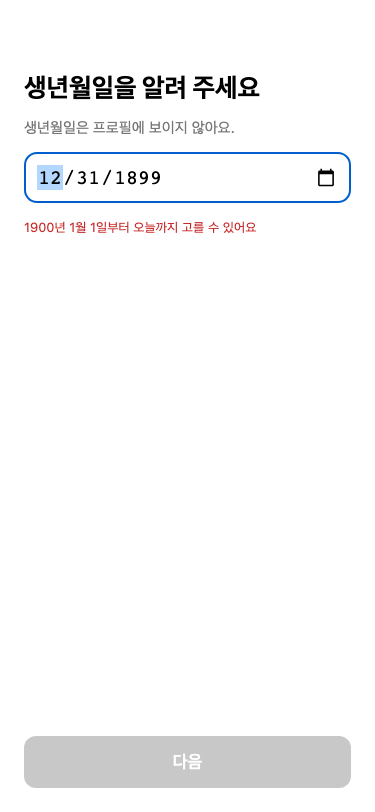 생년월일을 알려 주세요
생년월일은 프로필에 보이지 않아요.
12/31/1899
1900년 1월 1일부터 오늘까지 고를 수 있어요
다음